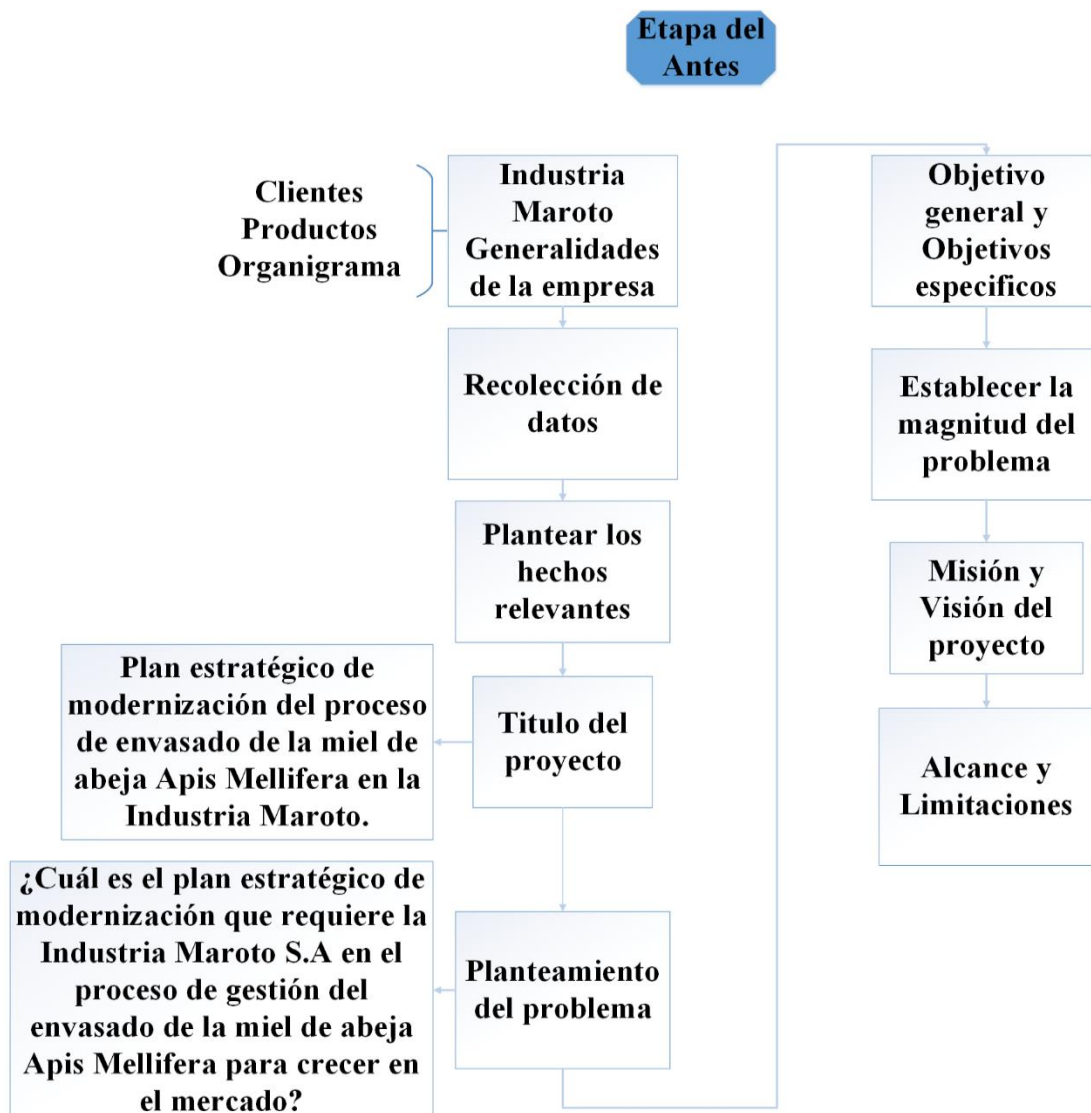 Etapa del
Antes
Clientes
Productos
Organigrama
Industria
Maroto
Generalidades
de la empresa
Recolección de
datos
Plantear los
hechos
relevantes
Titulo del
proyecto
Plan estratégico de
modernización del proceso
de envasado de la miel de
abeja Apis Mellifera en la
Industria Maroto.
Planteamiento
del problema
¿Cuál es el plan estratégico de
modernización que requiere la
Industria Maroto S.A en el
proceso de gestión del
envasado de la miel de abeja
Apis Mellifera para crecer en
el mercado?
Objetivo
general y
Objetivos
especificos
Establecer la
magnitud del
problema
Misión y
Visión del
proyecto
Alcance y
Limitaciones